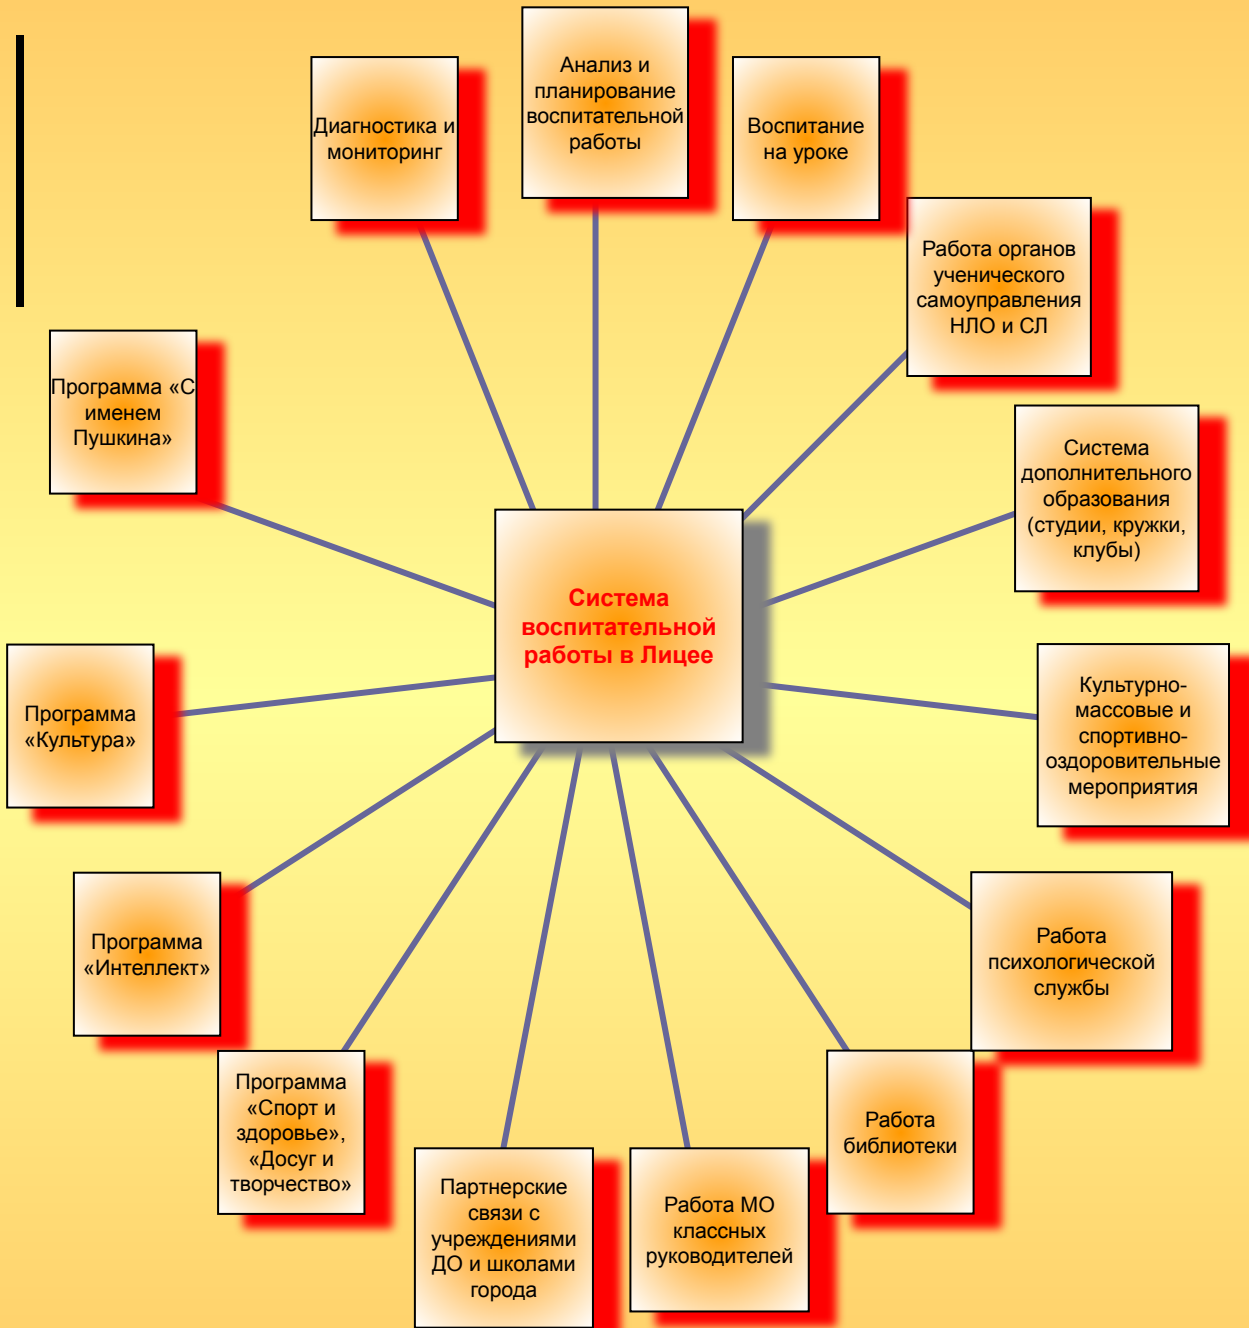 Анализ и
планирование
воспитательной
работы
Диагностика и
мониторинг
Воспитание
на уроке
Работа органов
ученического
самоуправления
НЛО и СЛ
Программа «С
именем
Пушкина»
Система
дополнительного
образования
(студии, кружки,
клубы)
Система
воспитательной
работы в Лицее
Программа
«Культура»
Культурно-
массовые и
спортивно-
оздоровительные
мероприятия
Программа
«Интеллект»
Работа
психологической
службы
Программа
«Спорт и
здоровье»,
«Досуг и
творчество»
Работа
библиотеки
Партнерские
связи с
учреждениями
ДО и школами
города
Работа МО
классных
руководителей